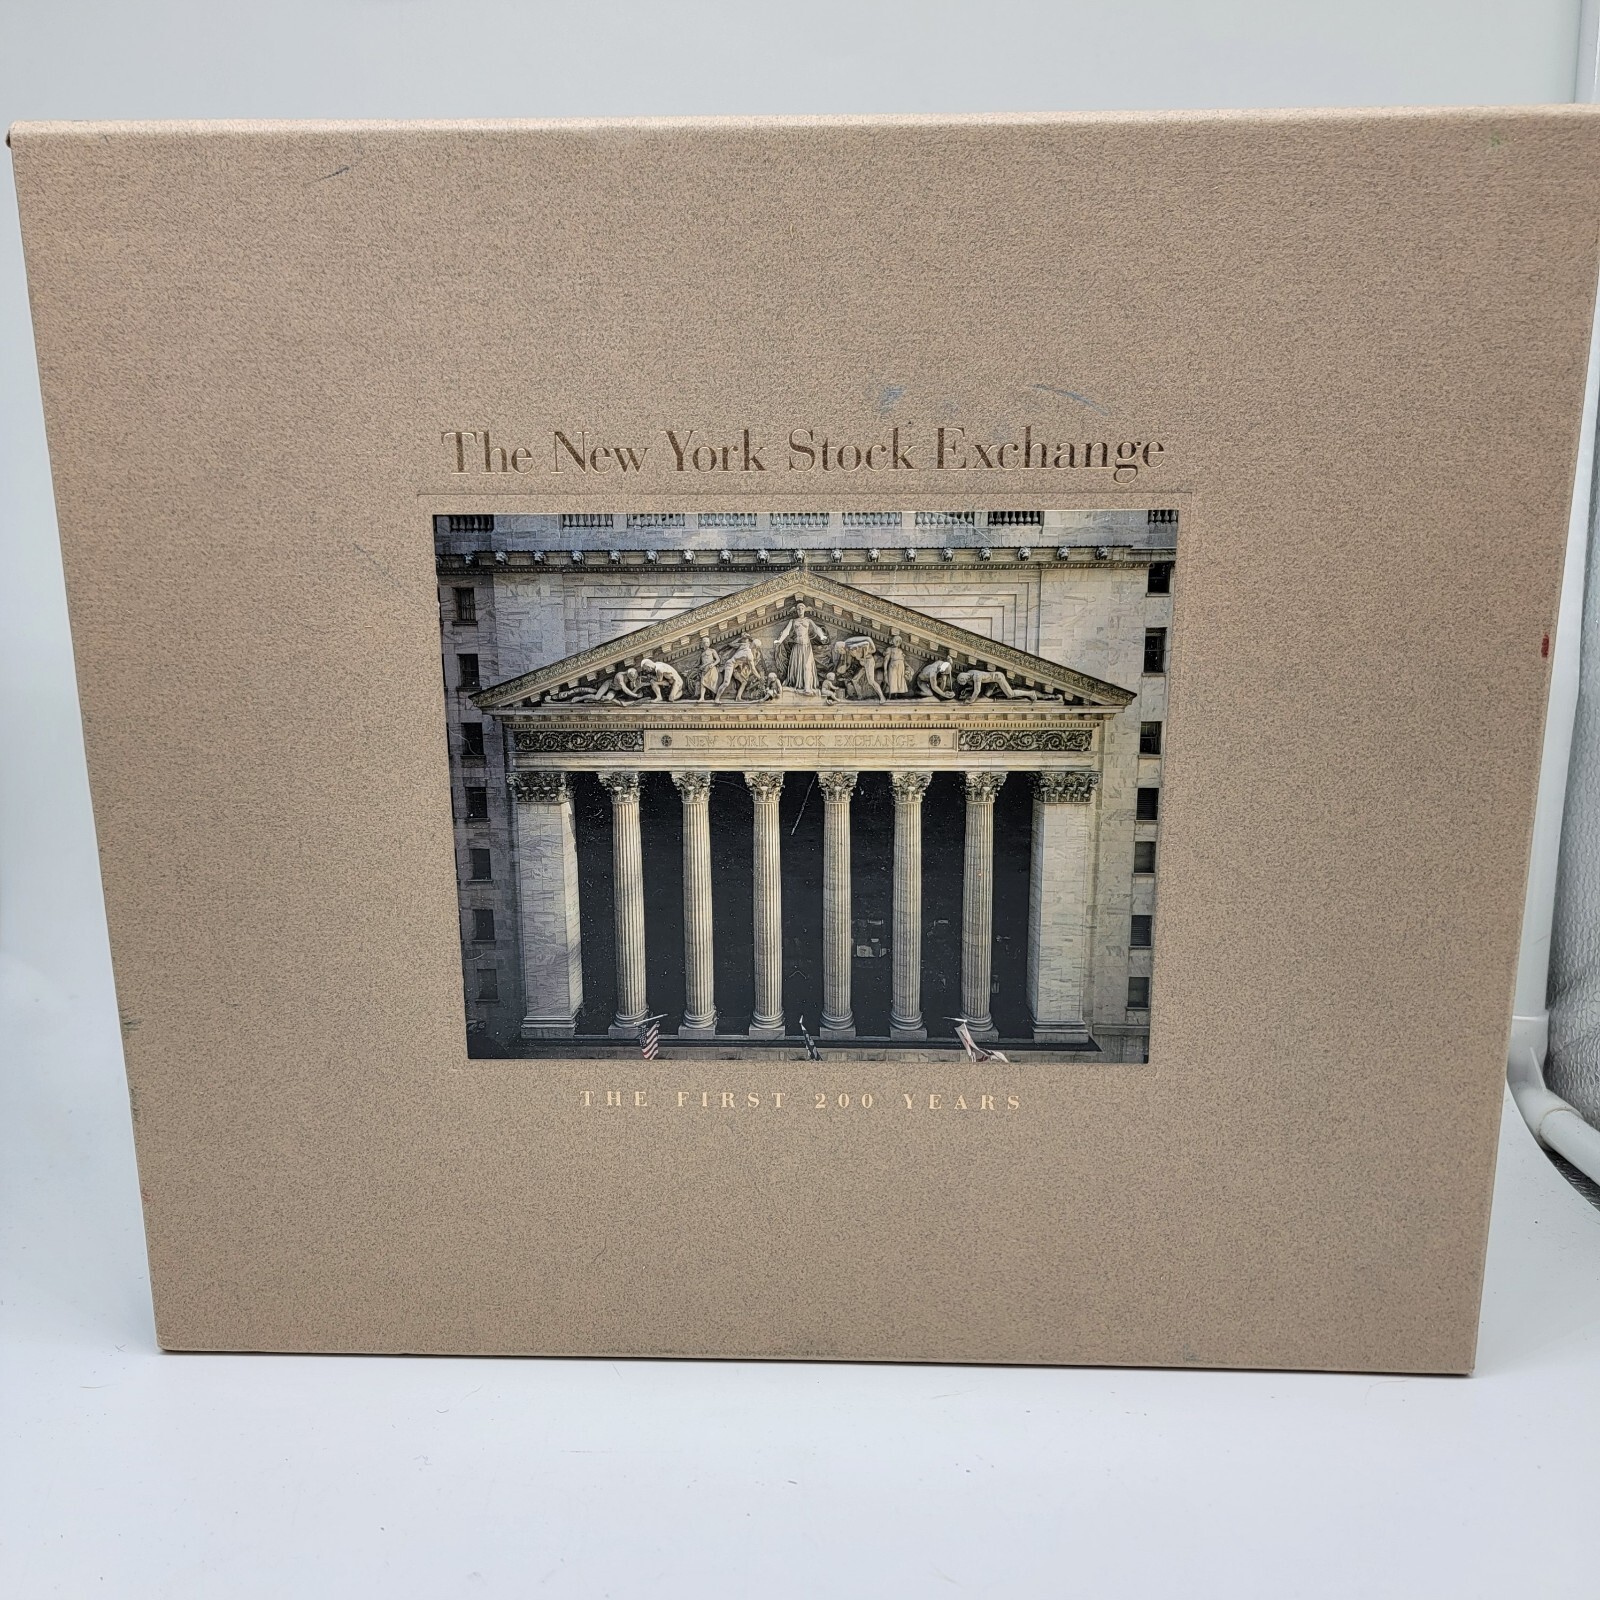 The New York Stock Exchange
NEW YORK STOCK EXCHANGE
THE FIRST 200 YEARS